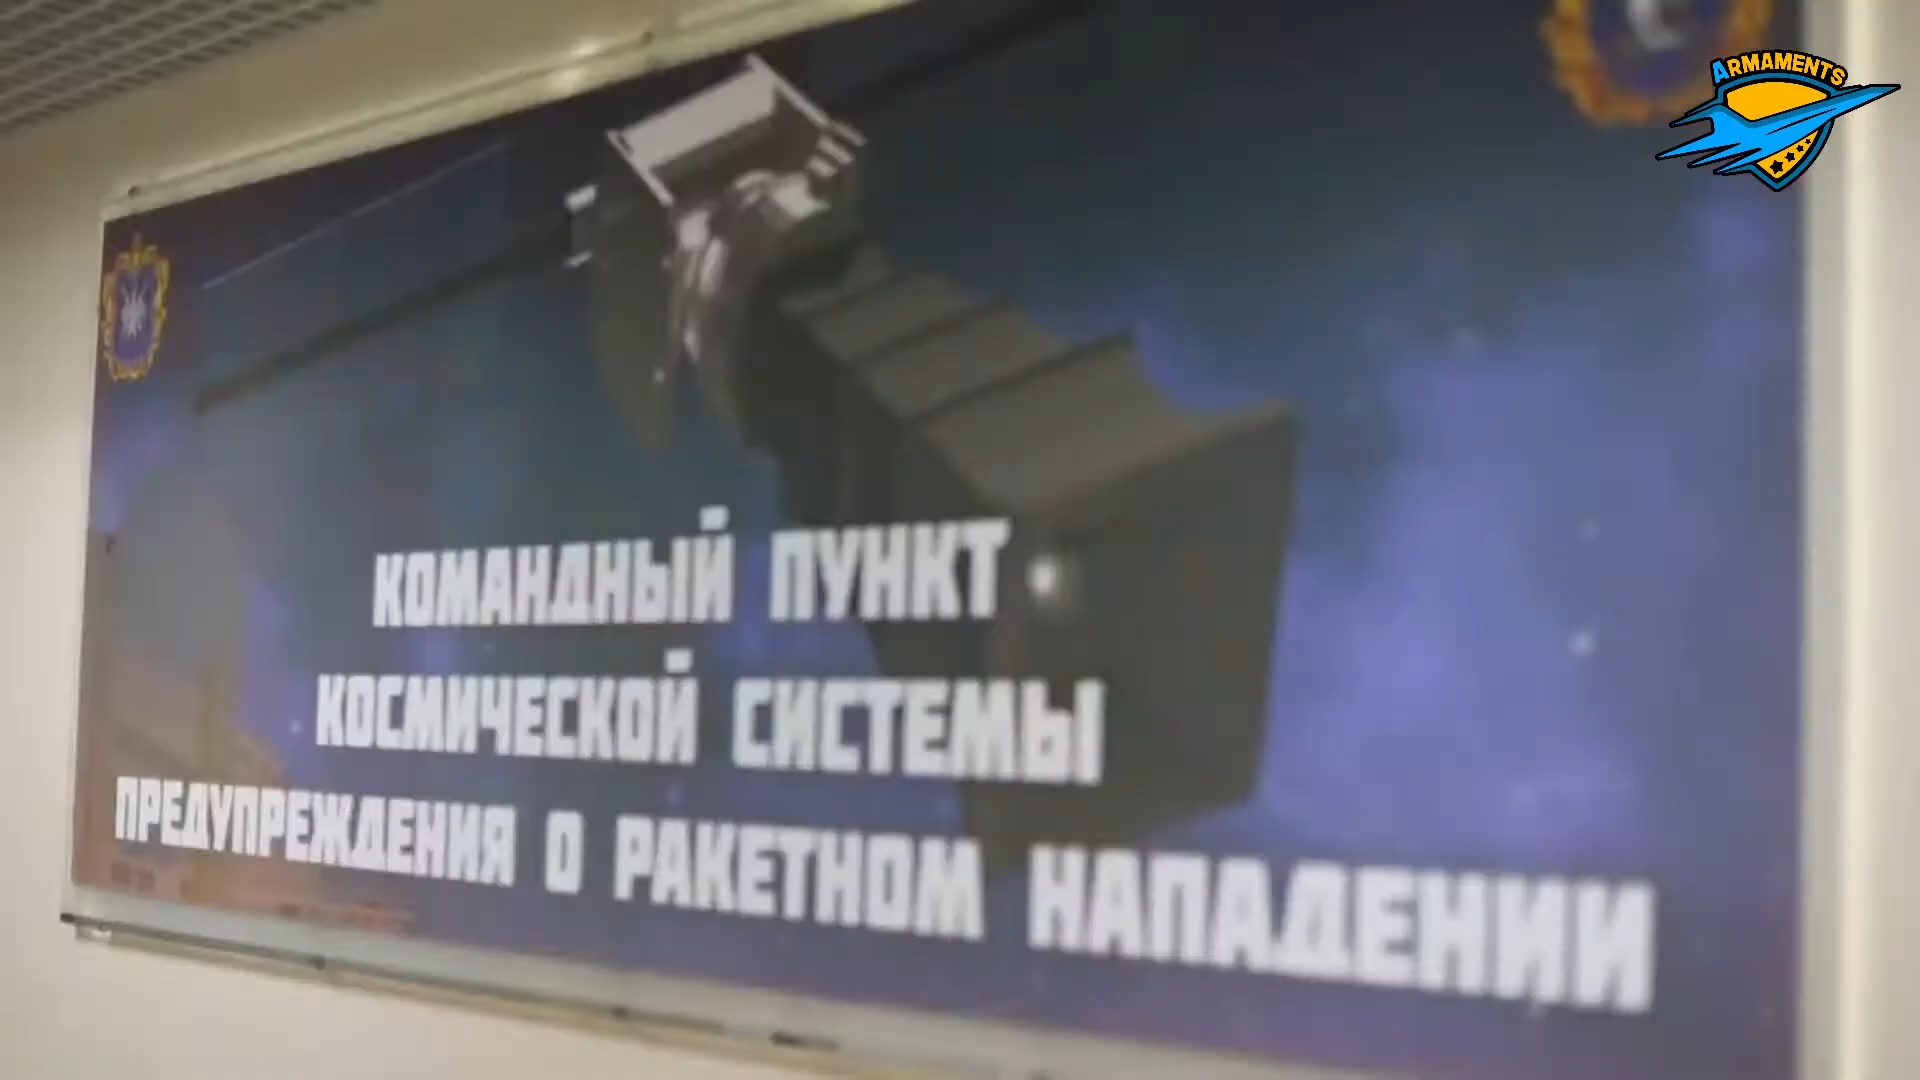 ARMAMENTS
КОМАНДНЫЙ ПУНКТ
КОСМИЧЕСКОЙ СИСТЕМЫ
ПРЕДУПРЕЖДЕНИЯ О РАКЕТНОМ НАПАДЕНИИ